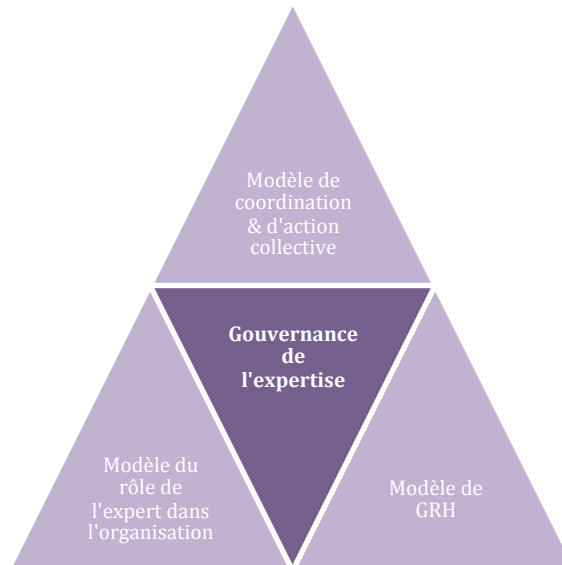 Modèle de
coordination
& d'action
collective
Gouvernance
de
l'expertise
Modèle du
rôle de
l'expert dans
l'organisation
Modèle de
GRH